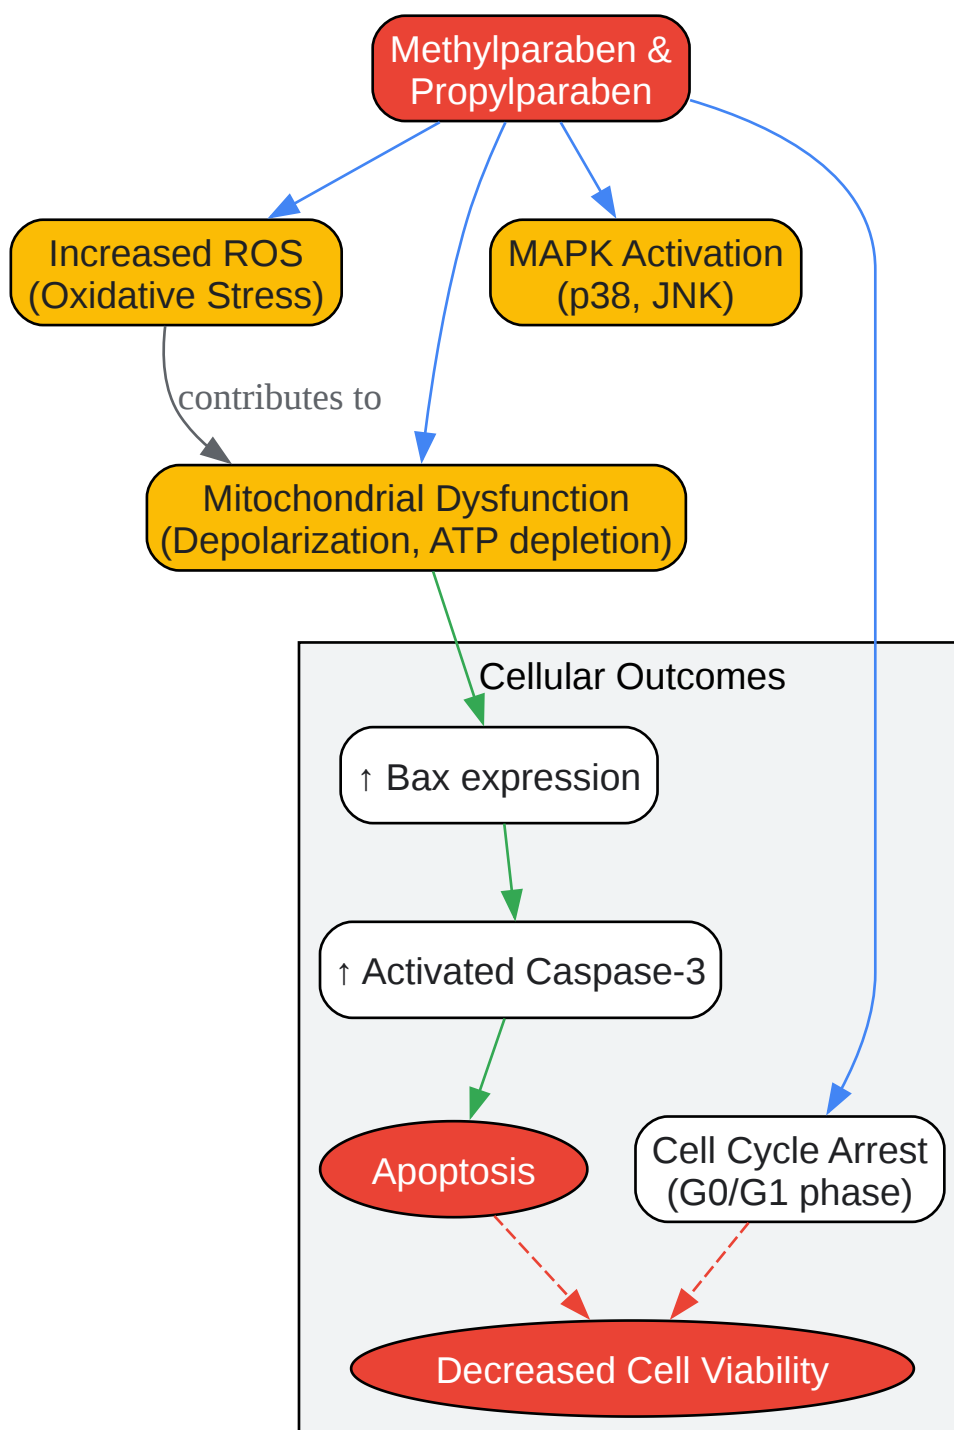 Methylparaben &
Propylparaben
Increased ROS
(Oxidative Stress)
MAPK Activation
(p38, JNK)
contributes to
Mitochondrial Dysfunction
(Depolarization, ATP depletion)
Cellular Outcomes
↑ Bax expression
↑ Activated Caspase-3
Apoptosis
Cell Cycle Arrest
(G0/G1 phase)
Decreased Cell Viability